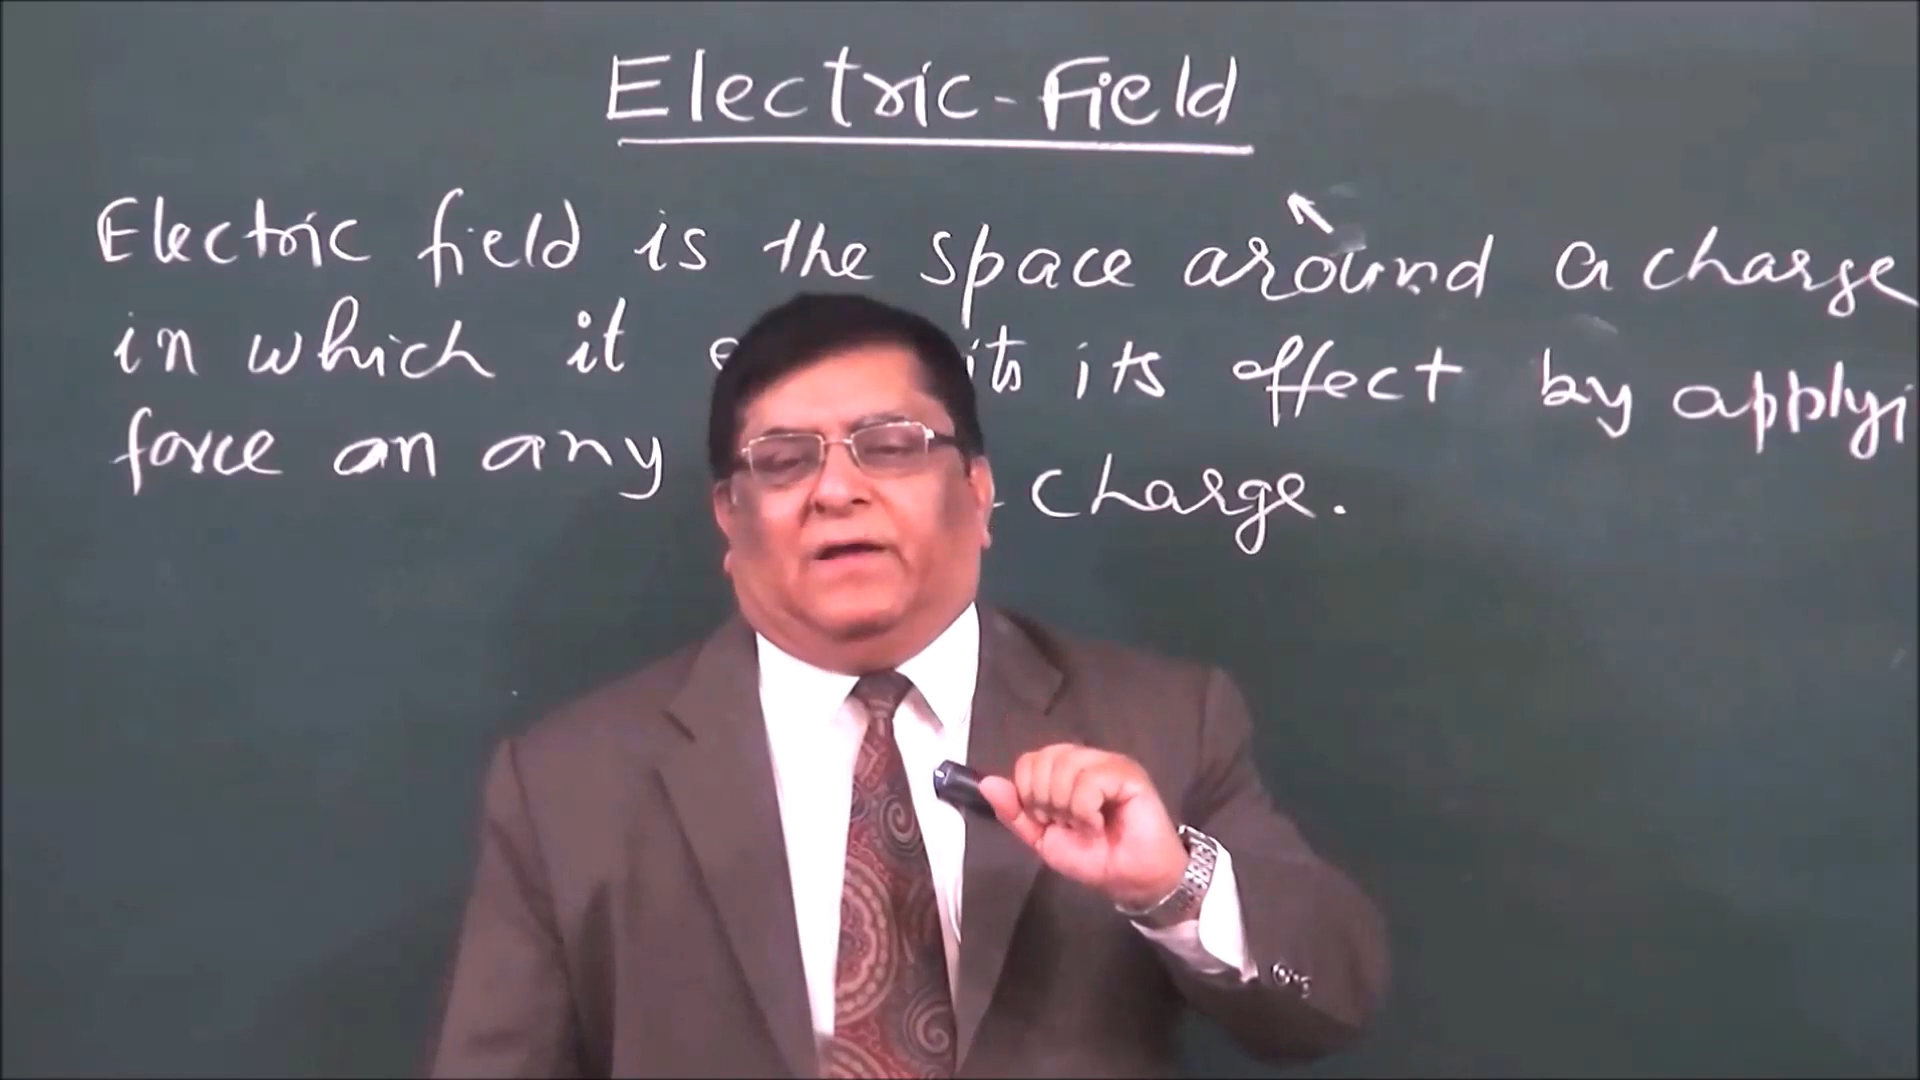 Electric-Field
Electric field is the space around a charge
in which it its its effect by applyi
force an any charge.